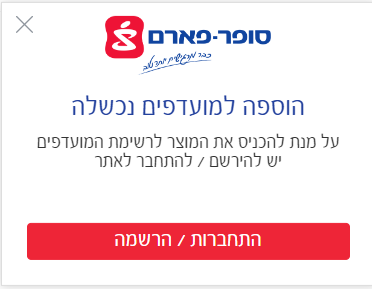 סופר-פארם
כבר מרגישים יותר טוב
הוספה למועדפים נכשלה
על מנת להכניס את המוצר לרשימת המועדפים
יש להירשם / להתחבר לאתר
התחברות / הרשמה